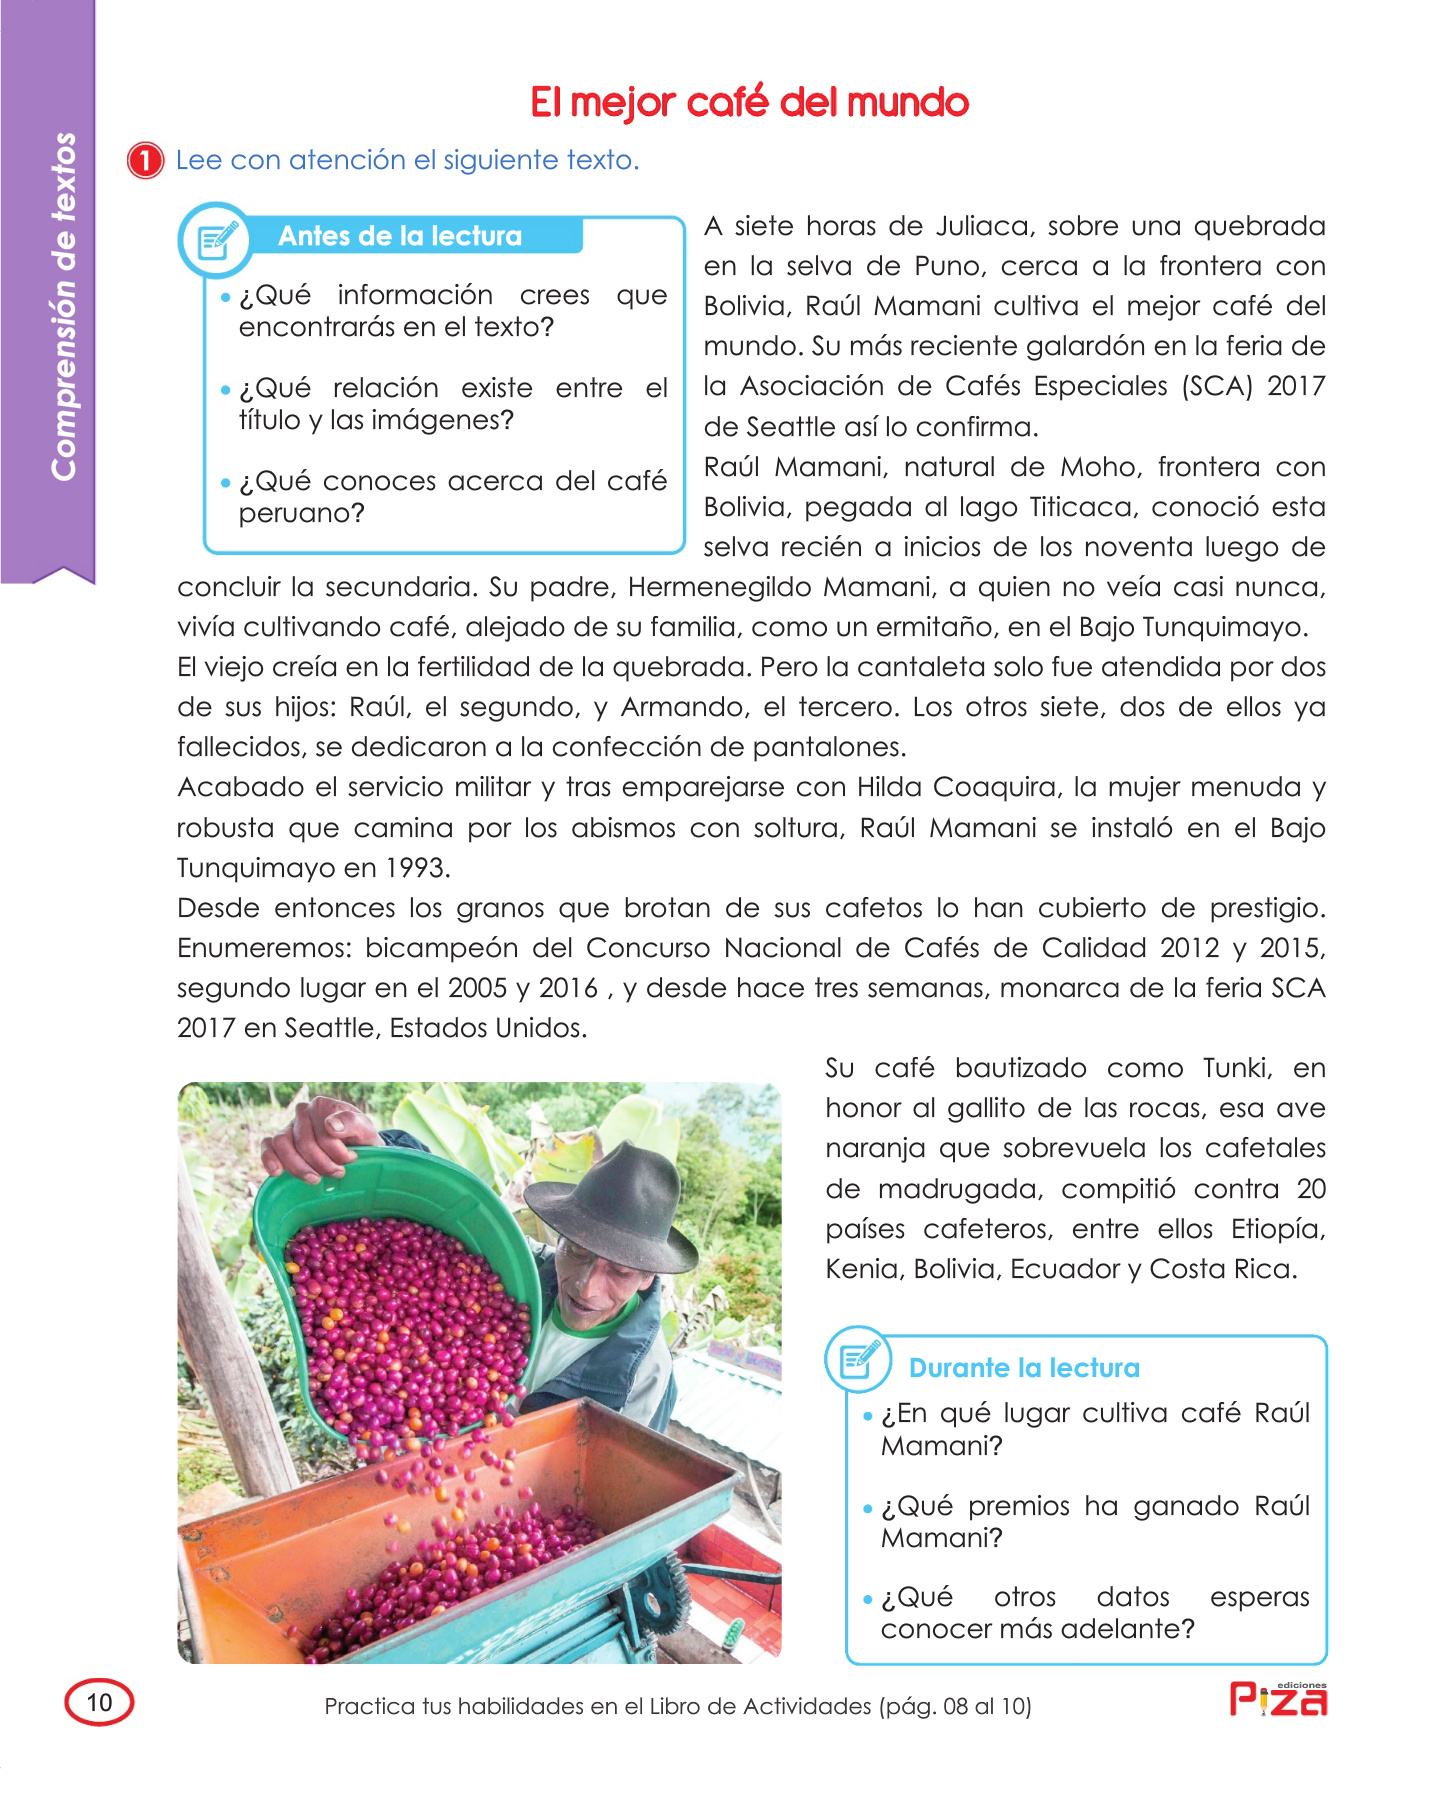 Comprensión de textos
El mejor café del mundo
1 Lee con atención el siguiente texto.
Antes de la lectura
• ¿Qué información crees que
encontrarás en el texto?
• ¿Qué relación existe entre el
título y las imágenes?
• ¿Qué conoces acerca del café
peruano?
A siete horas de Juliaca, sobre una quebrada
en la selva de Puno, cerca a la frontera con
Bolivia, Raúl Mamani cultiva el mejor café del
mundo. Su más reciente galardón en la feria de
la Asociación de Cafés Especiales (SCA) 2017
de Seattle así lo confirma.
Raúl Mamani, natural de Moho, frontera con
Bolivia, pegada al lago Titicaca, conoció esta
selva recién a inicios de los noventa luego de
concluir la secundaria. Su padre, Hermenegildo Mamani, a quien no veía casi nunca,
vivía cultivando café, alejado de su familia, como un ermitaño, en el Bajo Tunquimayo.
El viejo creía en la fertilidad de la quebrada. Pero la cantaleta solo fue atendida por dos
de sus hijos: Raúl, el segundo, y Armando, el tercero. Los otros siete, dos de ellos ya
fallecidos, se dedicaron a la confección de pantalones.
Acabado el servicio militar y tras emparejarse con Hilda Coaquira, la mujer menuda y
robusta que camina por los abismos con soltura, Raúl Mamani se instaló en el Bajo
Tunquimayo en 1993.
Desde entonces los granos que brotan de sus cafetos lo han cubierto de prestigio.
Enumeremos: bicampeón del Concurso Nacional de Cafés de Calidad 2012 y 2015,
segundo lugar en el 2005 y 2016 , y desde hace tres semanas, monarca de la feria SCA
2017 en Seattle, Estados Unidos.
Su café bautizado como Tunki, en
honor al gallito de las rocas, esa ave
naranja que sobrevuela los cafetales
de madrugada, compitió contra 20
países cafeteros, entre ellos Etiopía,
Kenia, Bolivia, Ecuador y Costa Rica.
Durante la lectura
• ¿En qué lugar cultiva café Raúl
Mamani?
• ¿Qué premios ha ganado Raúl
Mamani?
• ¿Qué otros datos esperas
conocer más adelante?
10
Practica tus habilidades en el Libro de Actividades (pág. 08 al 10)
ediciones
Piza